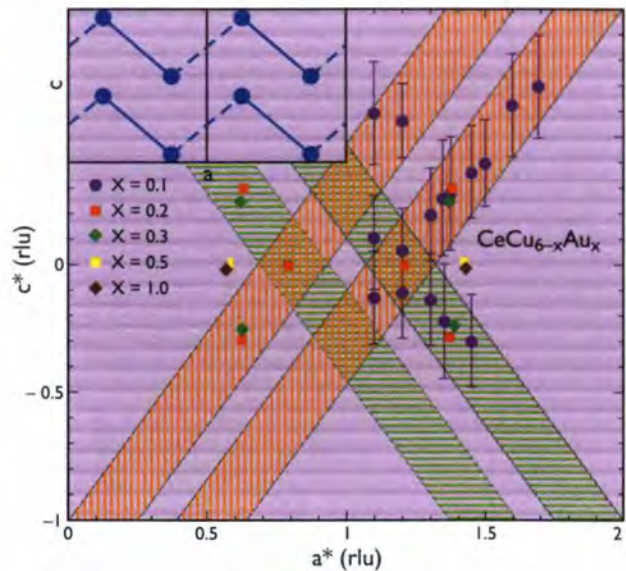 c
a
X = 0.1
X = 0.2
X = 0.3
X = 0.5
X = 1.0
CeCu6-xAux
c* (rlu)
0
- 0.5
-1
0
0.5
1
1.5
2
a* (rlu)